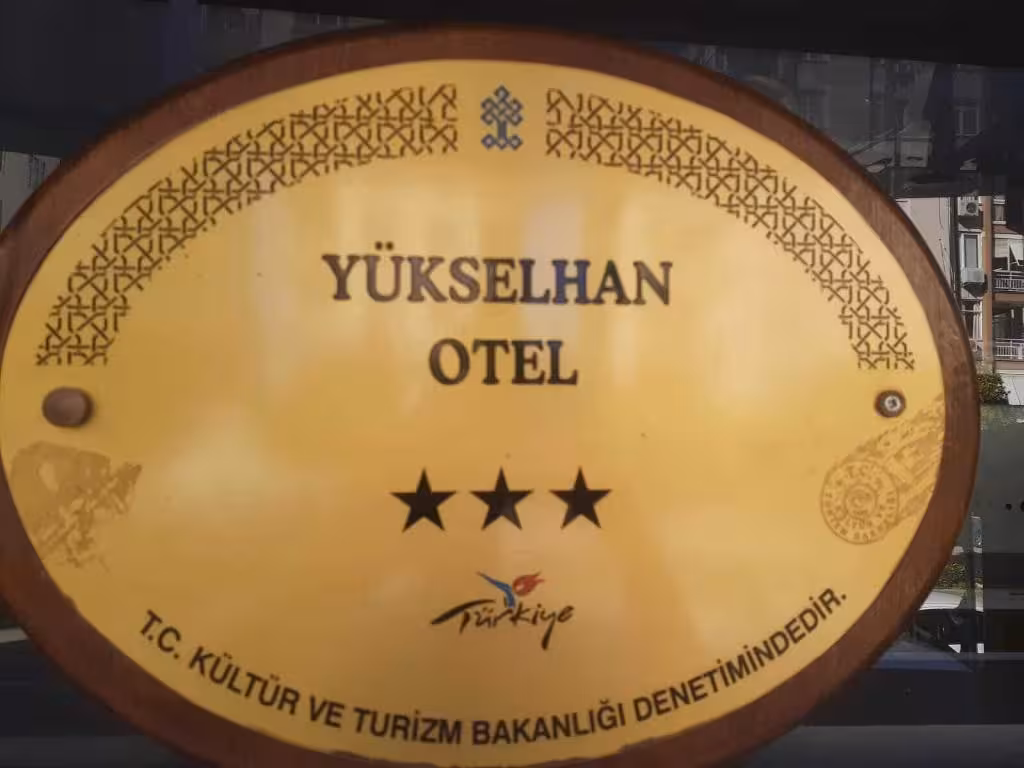 YÜKSELHAN
OTEL
Türkiye
T.C. KÜLTÜR VE TURİZM BAKANLIĞI DENETİMİNDEDİR.